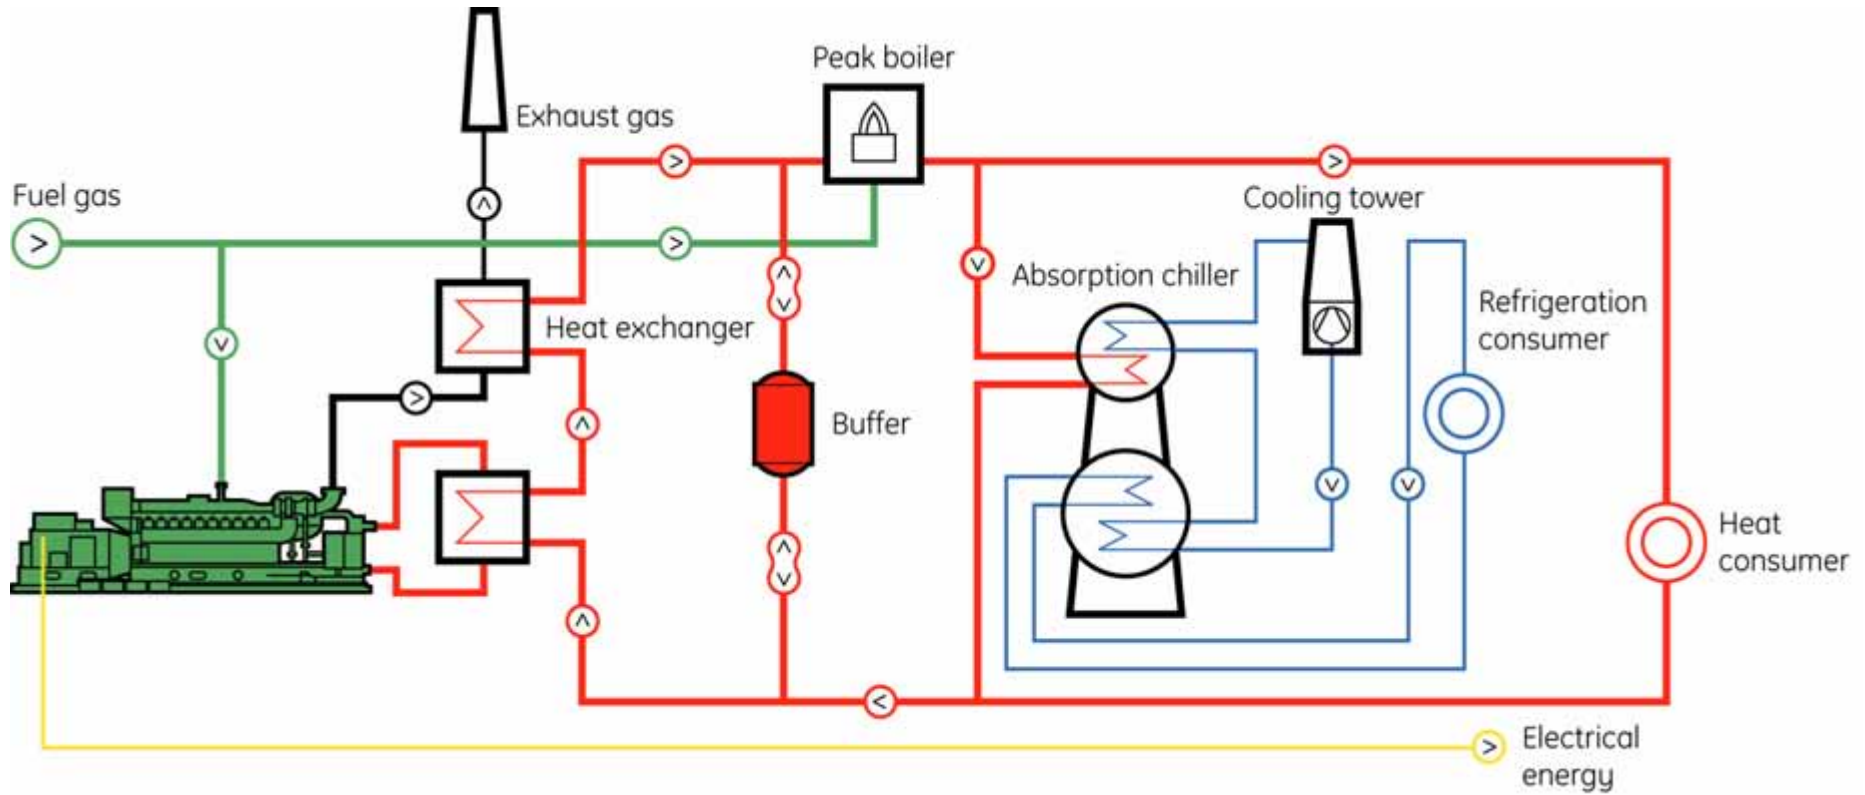 Peak boiler
Exhaust gas
Fuel gas
Cooling tower
Absorption chiller
Heat exchanger
Refrigeration
consumer
Buffer
Heat
consumer
Electrical
energy